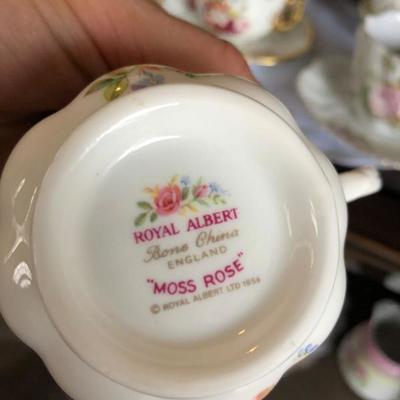 ROYAL ALBERT
Bone China
ENGLAND
"MOSS ROSE"
© ROYAL ALBERT LTD 1956